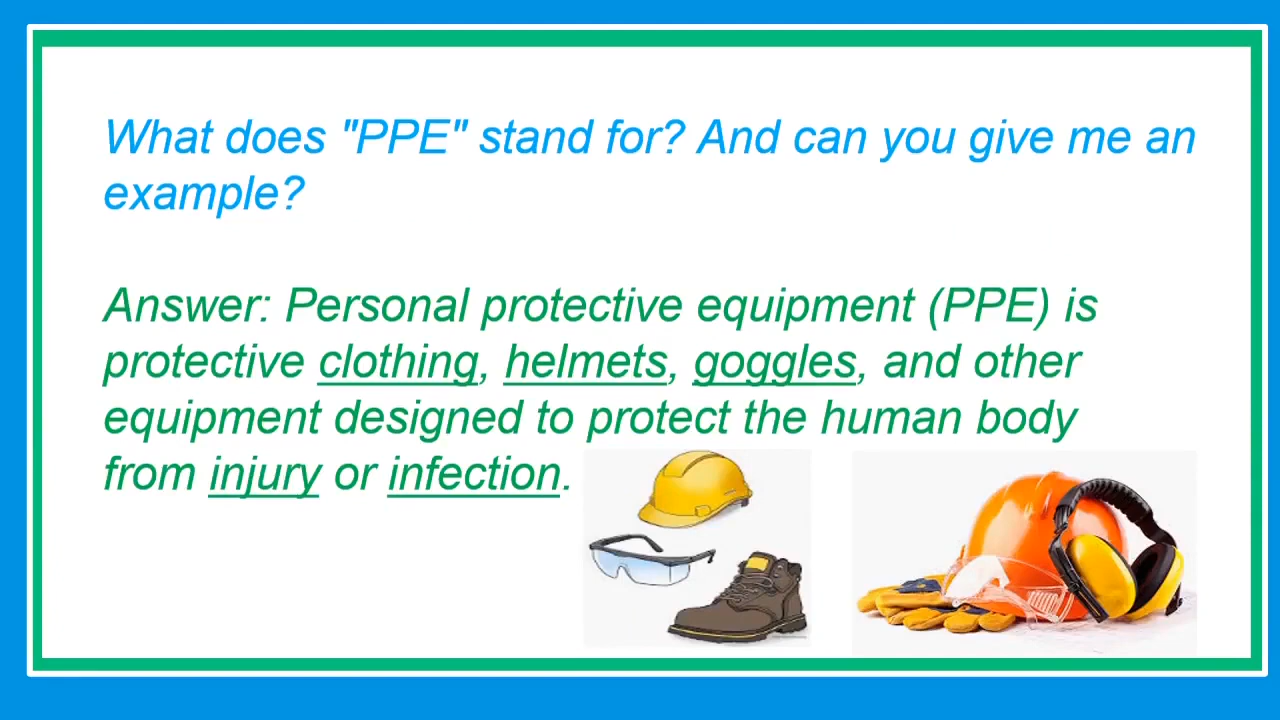 What does "PPE" stand for? And can you give me an
example?
Answer: Personal protective equipment (PPE) is
protective clothing, helmets, goggles, and other
equipment designed to protect the human body
from injury or infection.